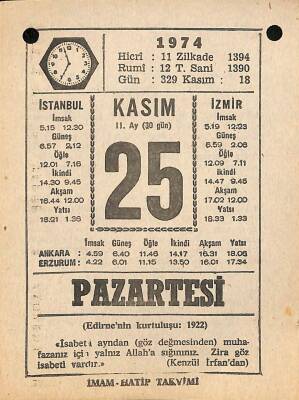 1974
Hicrî : 11 Zilkade 1394
Rumî : 12 T. Sani 1390
Gün : 329 Kasım : 18
İSTANBUL
İmsak
5.15 12.30
Güneş
6.57 2.12
Öğle
12.01 7.16
İkindi
14.30 9.45
Akşam
16.44 12.00
Yatsı
18.21 1.36
KASIM
11. Ay (30 gün)
25
İZMİR
İmsak
5.19 12.23
Güneş
6.59 2.06
Öğle
12.09 7.11
İkindi
14.47 9.45
Akşam
17.02 12.00
Yatsı
18.33 1.33
İmsak Güneş Öğle İkindi Akşam Yatsı
ANKARA : 4.59 6.40 11.46 14.17 16.31 18.06
ERZURUM : 4.22 6.01 11.15 13.50 16.01 17.34
PAZARTESİ
(Edirne'nin kurtuluşu: 1922)
«İsabeti ayndan (göz değmesinden) muha-
fazanız için yalnız Allah'a sığınınız. Zira göz
isabeti vardır.» (Kenzül İrfan'dan)
İMAM-HATİP TAKVİMİ